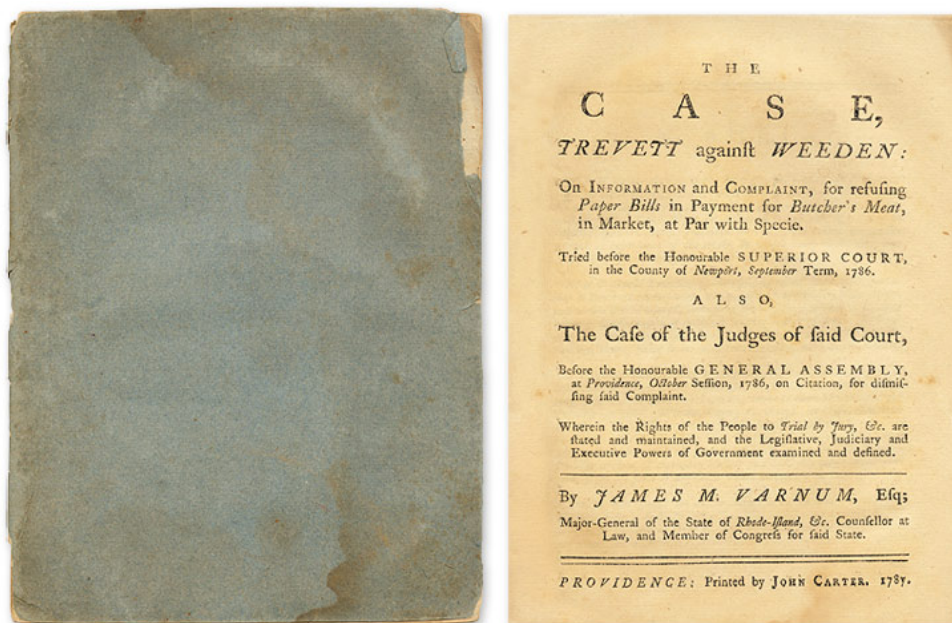 THE
CASE,
TREVETT againſt WEEDEN:
On INFORMATION and COMPLAINT, for refuſing
Paper Bills in Payment for Butcher's Meat,
in Market, at Par with Specie.
Tried before the Honourable SUPERIOR COURT,
in the County of Newport, September Term, 1786.
ALSO,
The Caſe of the Judges of ſaid Court,
Before the Honourable GENERAL ASSEMBLY,
at Providence, October Seſſion, 1786, on Citation, for diſmiſ-
ſing ſaid Complaint.
Wherein the Rights of the People to Trial by Jury, &c. are
ſtated and maintained, and the Legiſlative, Judiciary and
Executive Powers of Government examined and defined.
By JAMES M. VARNUM, Eſq;
Major-General of the State of Rhode-Iſland, &c. Counſellor at
Law, and Member of Congreſs for ſaid State.
PROVIDENCE: Printed by JOHN CARTER. 1787.